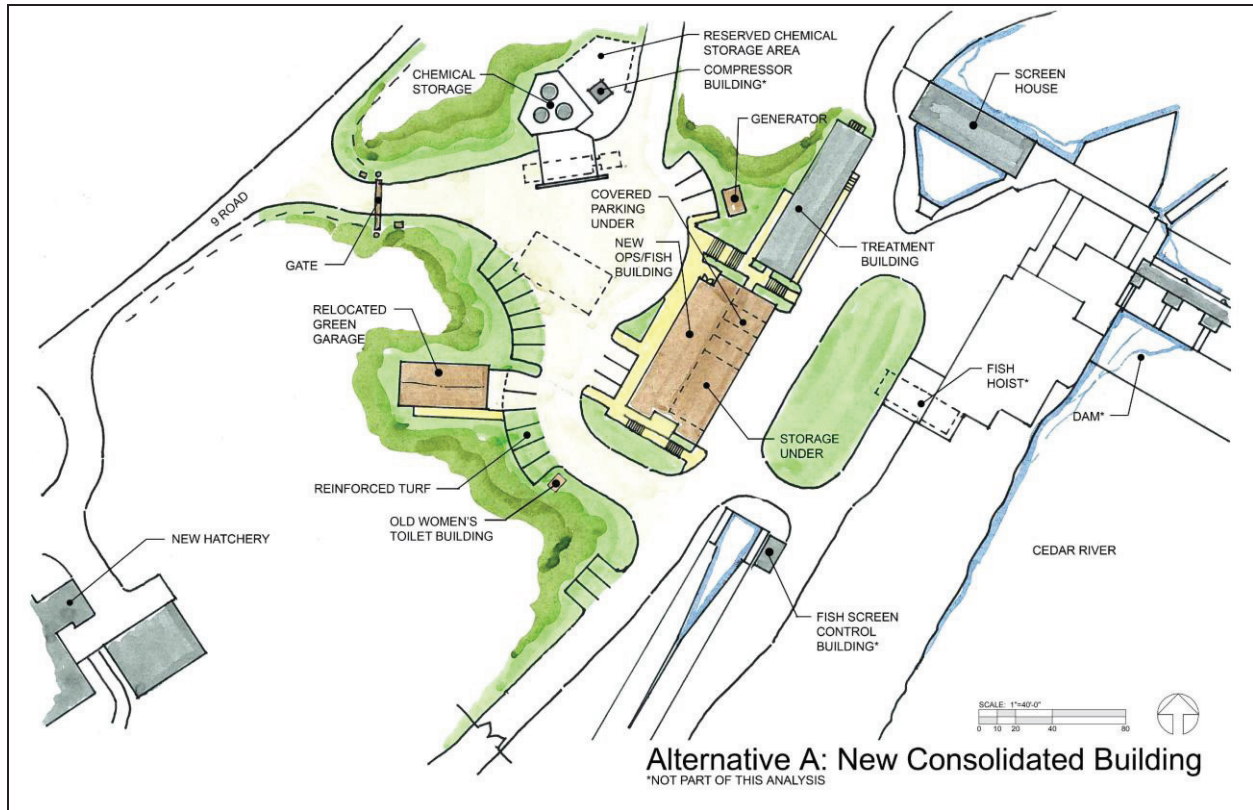 RESERVED CHEMICAL
STORAGE AREA
CHEMICAL
STORAGE
COMPRESSOR
BUILDING*
SCREEN
HOUSE
GENERATOR
9 ROAD
COVERED
PARKING
UNDER
GATE
NEW
OPS/FISH
BUILDING
TREATMENT
BUILDING
RELOCATED
GREEN
GARAGE
FISH
HOIST*
DAM*
STORAGE
UNDER
REINFORCED TURF
OLD WOMEN'S
TOILET BUILDING
NEW HATCHERY
CEDAR RIVER
FISH SCREEN
CONTROL
BUILDING*
SCALE: 1"=40'-0"
0 10 20 40 80
Alternative A: New Consolidated Building
*NOT PART OF THIS ANALYSIS